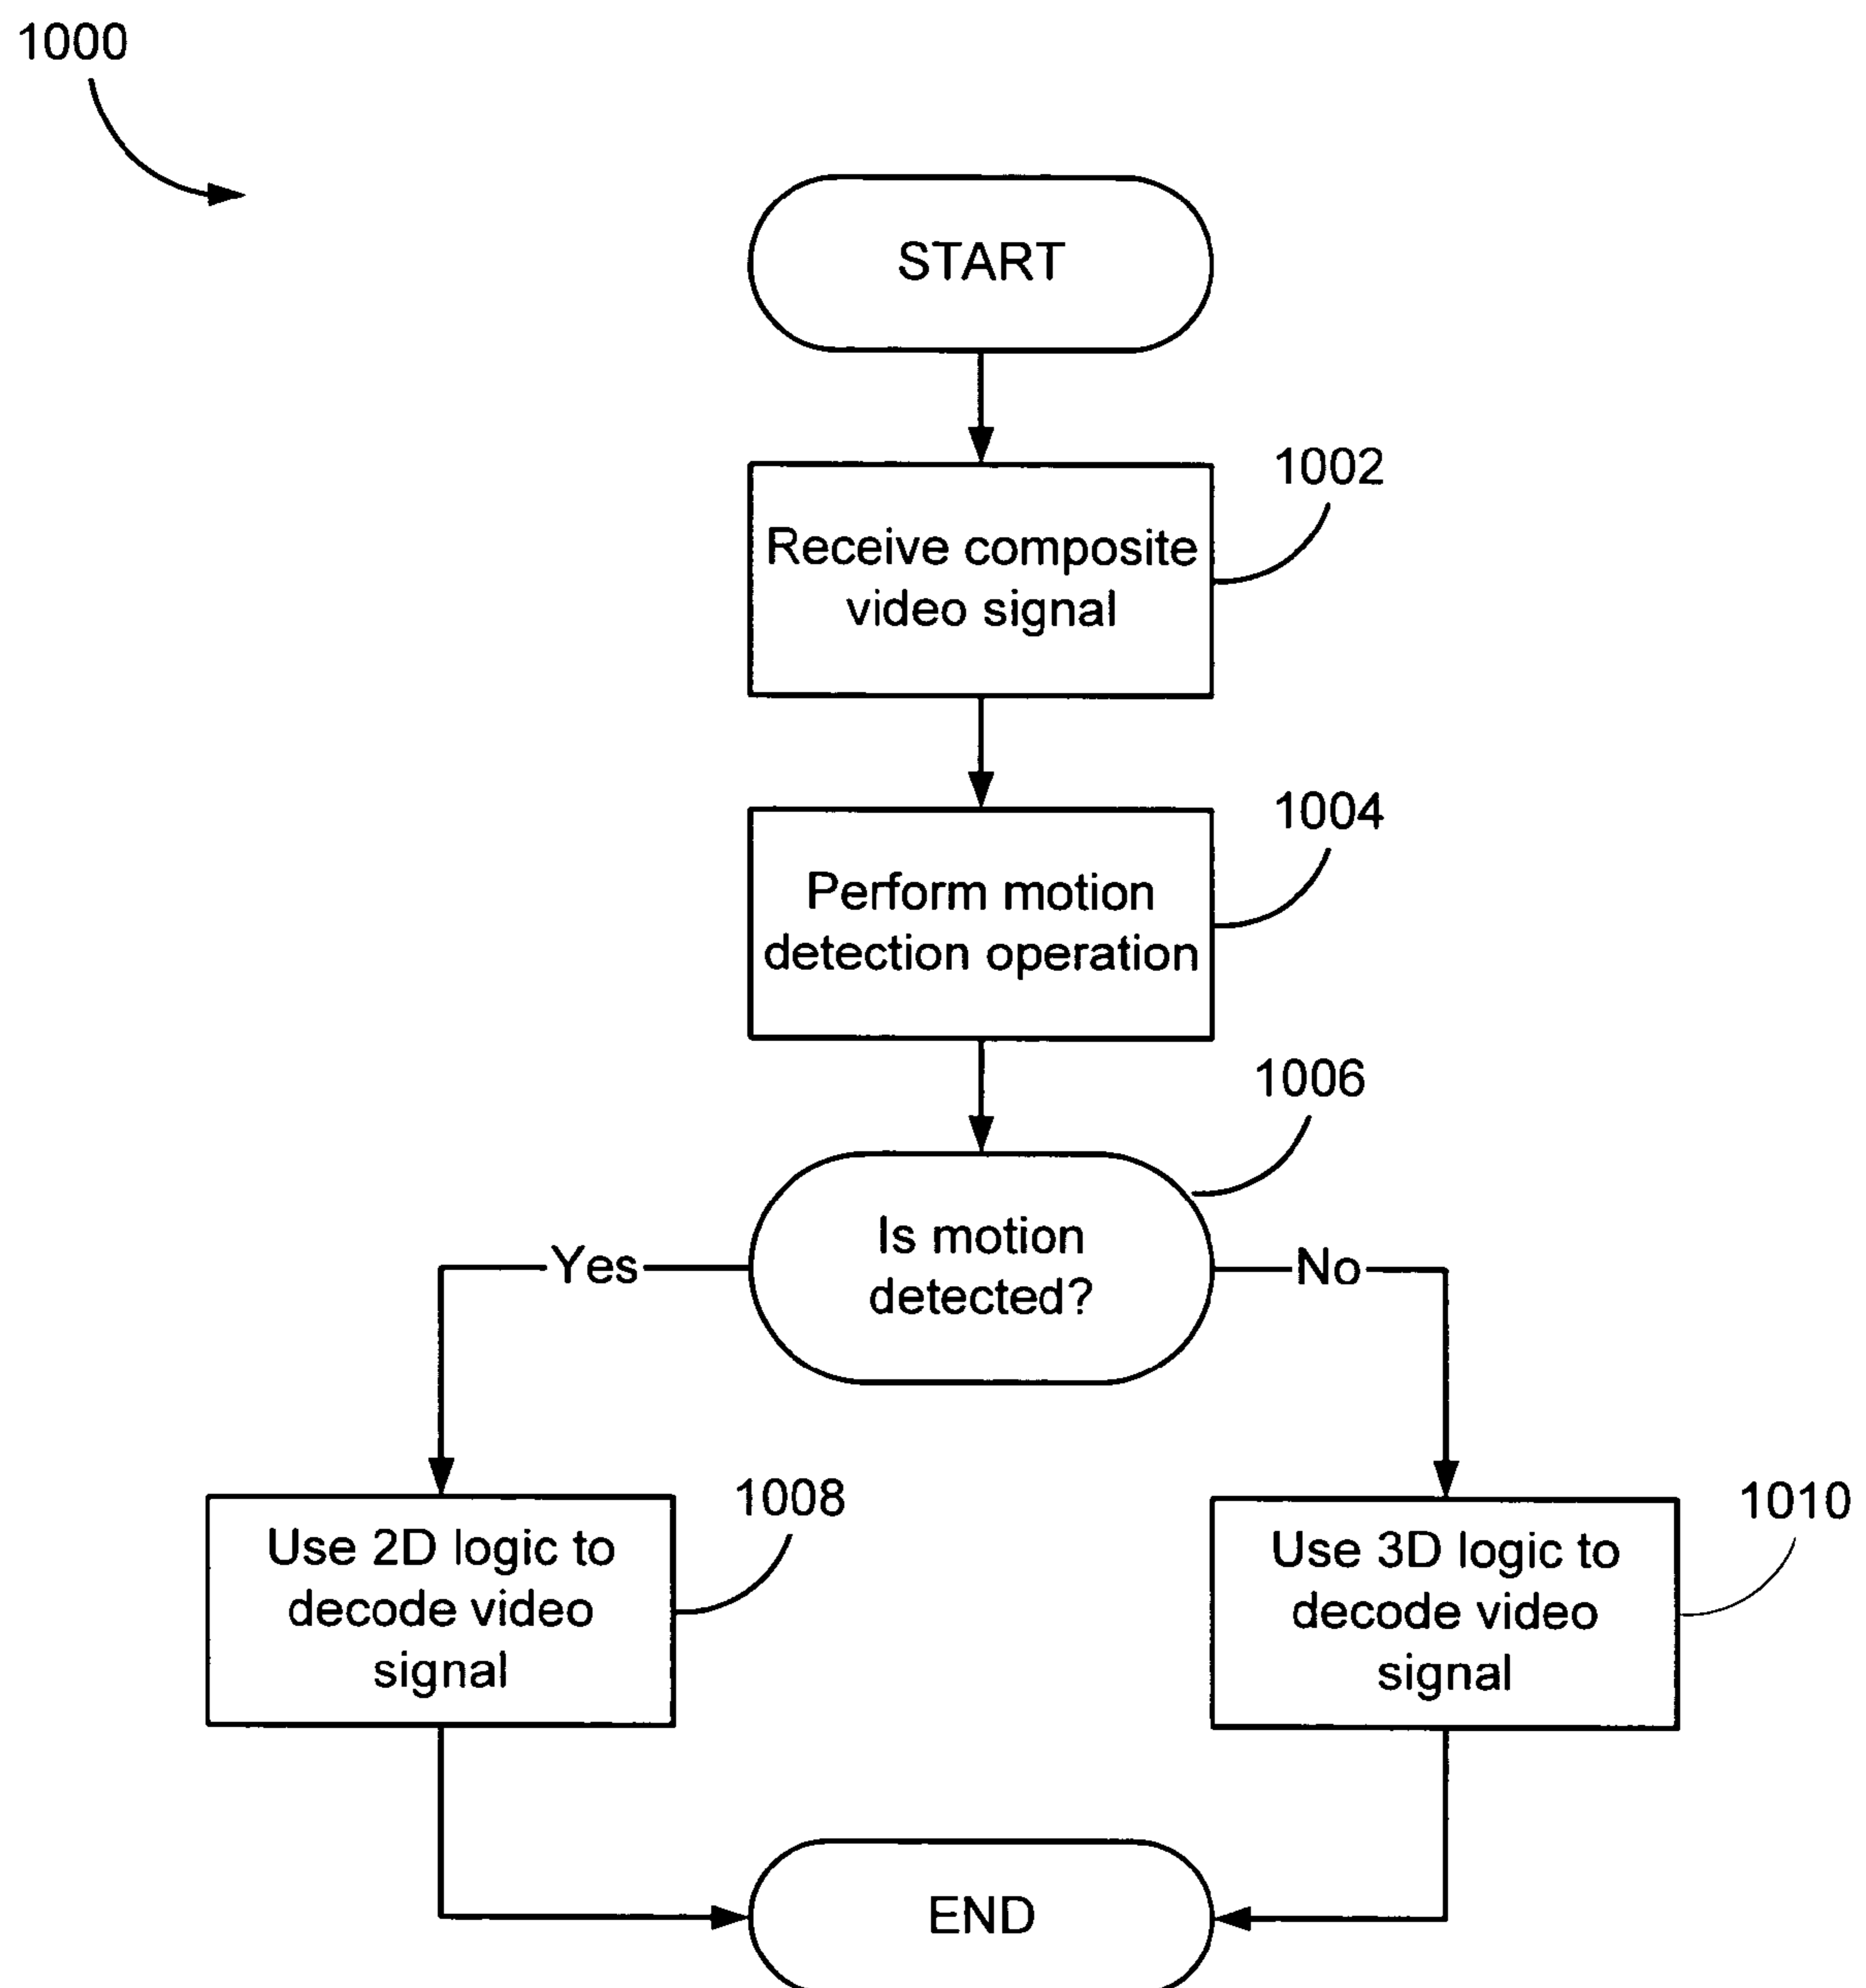 1000
START
1002
Receive composite
video signal
1004
Perform motion
detection operation
1006
Is motion
detected?
Yes
No
1008
Use 2D logic to
decode video
signal
1010
Use 3D logic to
decode video
signal
END